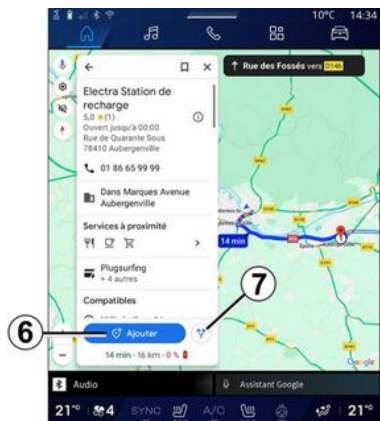 10°C 14:34
↑ Rue des Fossés vers D146
Electra Station de
recharge
5,0 ★(1)
Ouvert jusqu'à 00:00
Rue de Quarante Sous
78410 Aubergenville
01 86 65 99 99
Dans Marques Avenue
Aubergenville
Services à proximité
Plugsurfing
+ 4 autres
Compatibles
Ajouter
14 min · 16 km · 0 %
14 min
Épône
Google
6
7
Audio
Assistant Google
21°° 4 SYNC A/C 21°°